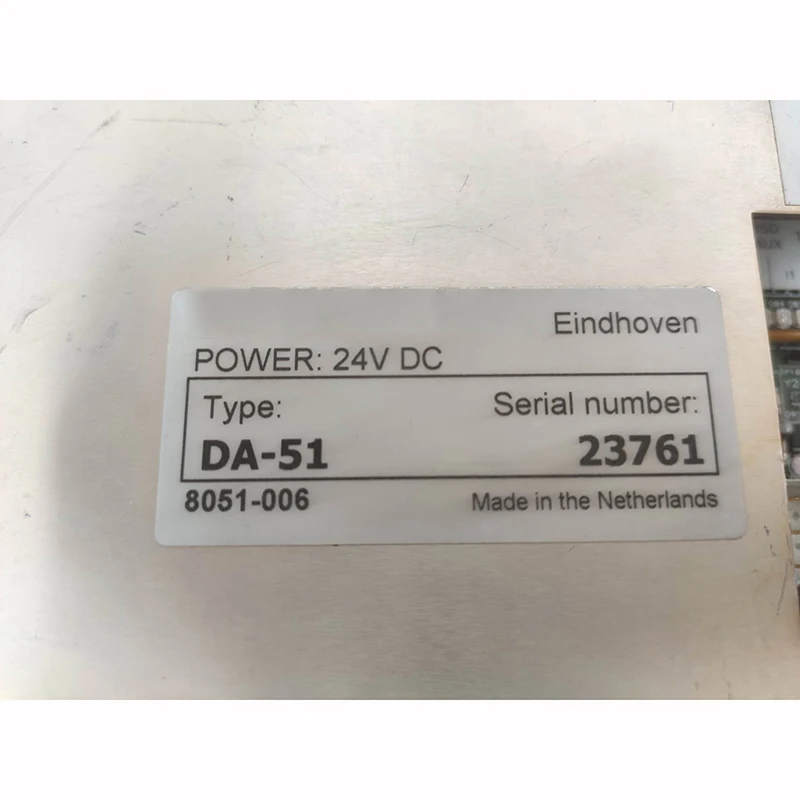 Eindhoven
POWER: 24V DC
Type: Serial number:
DA-51 23761
8051-006 Made in the Netherlands